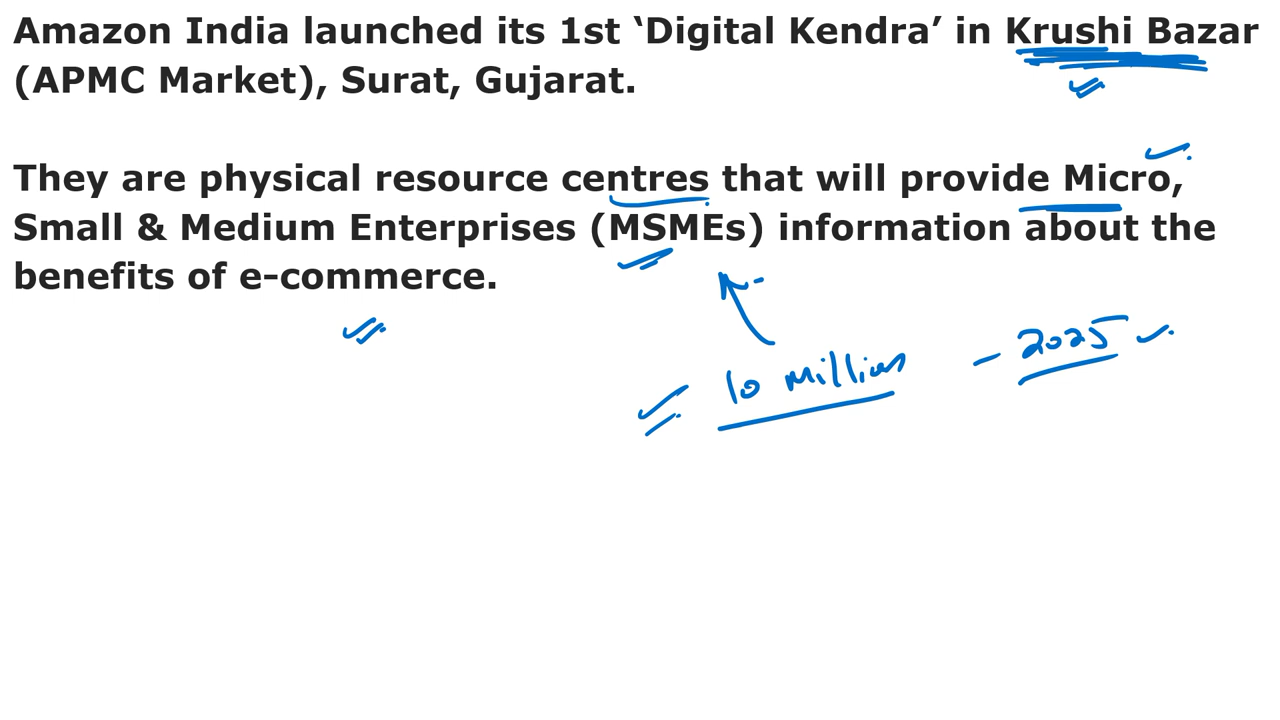 Amazon India launched its 1st ‘Digital Kendra’ in Krushi Bazar
(APMC Market), Surat, Gujarat.
They are physical resource centres that will provide Micro,
Small & Medium Enterprises (MSMEs) information about the
benefits of e-commerce.
10 Million - 2025